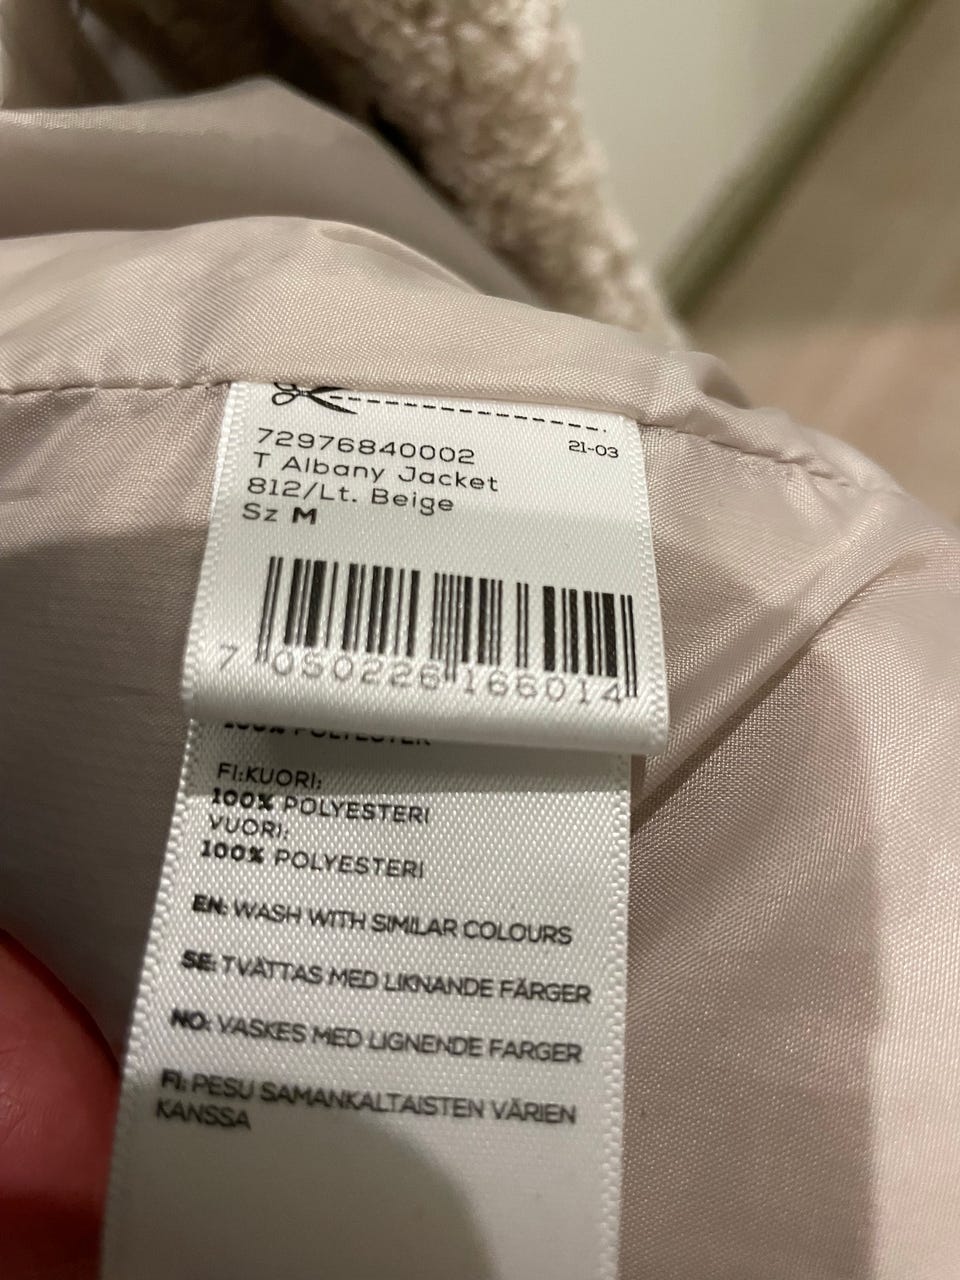 72976840002 21-03
T Albany Jacket
812/Lt. Beige
Sz M
7 050226 166014
100% POLYESTER
FI:KUORI:
100% POLYESTERI
VUORI:
100% POLYESTERI
EN: WASH WITH SIMILAR COLOURS
SE: TVÄTTAS MED LIKNANDE FÄRGER
NO: VASKES MED LIGNENDE FARGER
FI: PESU SAMANKALTAISTEN VÄRIEN
KANSSA